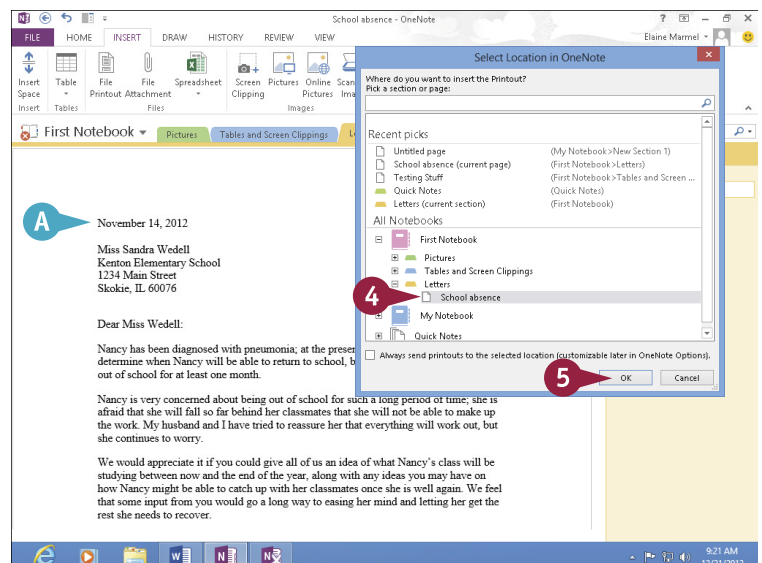 School absence - OneNote
?
FILE HOME INSERT DRAW HISTORY REVIEW VIEW
Elaine Marmel
Insert Space
Table
File Printout
File Attachment
Spreadsheet
Screen Clipping
Pictures
Online Pictures
Insert Tables Files Images
First Notebook
Pictures
Tables and Screen Clippings
Select Location in OneNote
Where do you want to insert the Printout?
Pick a section or page:
Recent picks
Untitled page (My Notebook>New Section 1)
School absence (current page) (First Notebook>Letters)
Testing Stuff (First Notebook>Tables and Screen ...
Quick Notes (Quick Notes)
Letters (current section) (First Notebook)
All Notebooks
First Notebook
Pictures
Tables and Screen Clippings
Letters
4
School absence
My Notebook
Quick Notes
Always send printouts to the selected location (customizable later in OneNote Options).
5
OK Cancel
A
November 14, 2012
Miss Sandra Wedell
Kenton Elementary School
1234 Main Street
Skokie, IL 60076
Dear Miss Wedell:
Nancy has been diagnosed with pneumonia; at the
determine when Nancy will be able to return to school,
out of school for at least one month.
Nancy is very concerned about being out of school for such a long period of time; she is
afraid that she will fall so far behind her classmates that she will not be able to make up
the work. My husband and I have tried to reassure her that everything will work out, but
she continues to worry.
We would appreciate it if you could give all of us an idea of what Nancy's class will be
studying between now and the end of the year, along with any ideas you may have on
how Nancy might be able to catch up with her classmates once she is well again. We feel
that some input from you would go a long way to easing her mind and letting her get the
rest she needs to recover.
9:21 AM